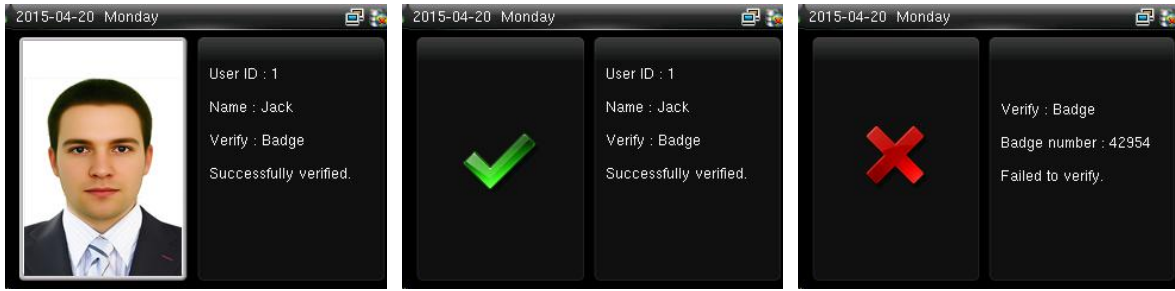 2015-04-20 Monday
User ID : 1
Name : Jack
Verify : Badge
Successfully verified.
2015-04-20 Monday
User ID : 1
Name : Jack
Verify : Badge
Successfully verified.
2015-04-20 Monday
Verify : Badge
Badge number : 42954
Failed to verify.